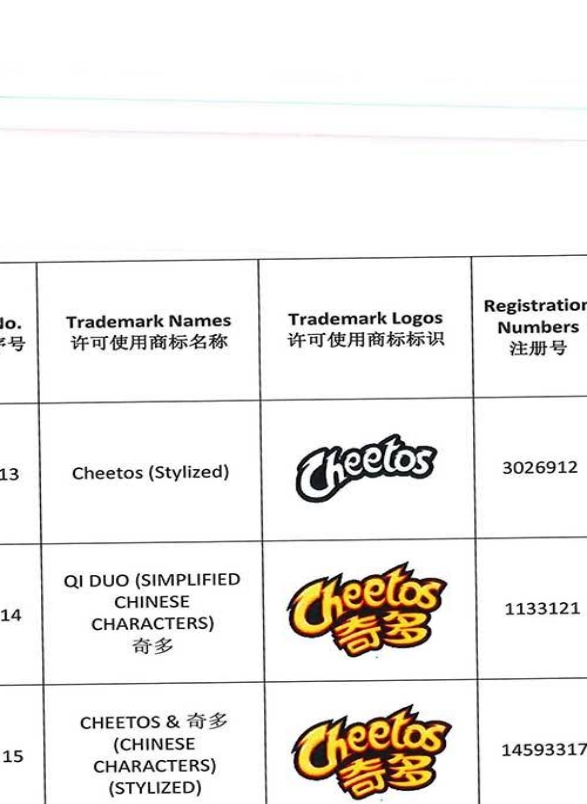 No.
序号
Trademark Names
许可使用商标名称
Trademark Logos
许可使用商标标识
Registration
Numbers
注册号
13
Cheetos (Stylized)
Cheetos
3026912
14
QI DUO (SIMPLIFIED
CHINESE
CHARACTERS)
奇多
Cheetos
奇多
1133121
15
CHEETOS & 奇多
(CHINESE
CHARACTERS)
(STYLIZED)
Cheetos
奇多
14593317